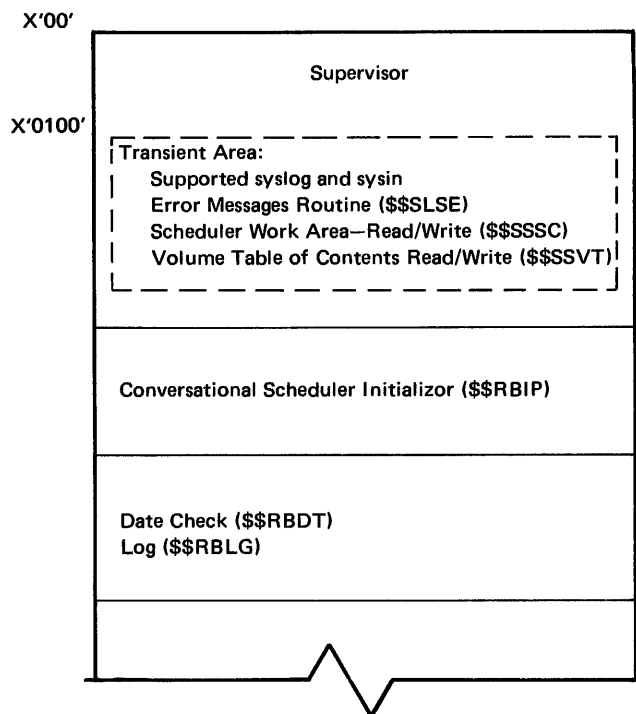 X'00'
Supervisor
X'0100'
Transient Area:
Supported syslog and sysin
Error Messages Routine ($$SLSE)
Scheduler Work Area—Read/Write ($$SSSC)
Volume Table of Contents Read/Write ($$SSVT)
Conversational Scheduler Initializor ($$RBIP)
Date Check ($$RBDT)
Log ($$RBLG)